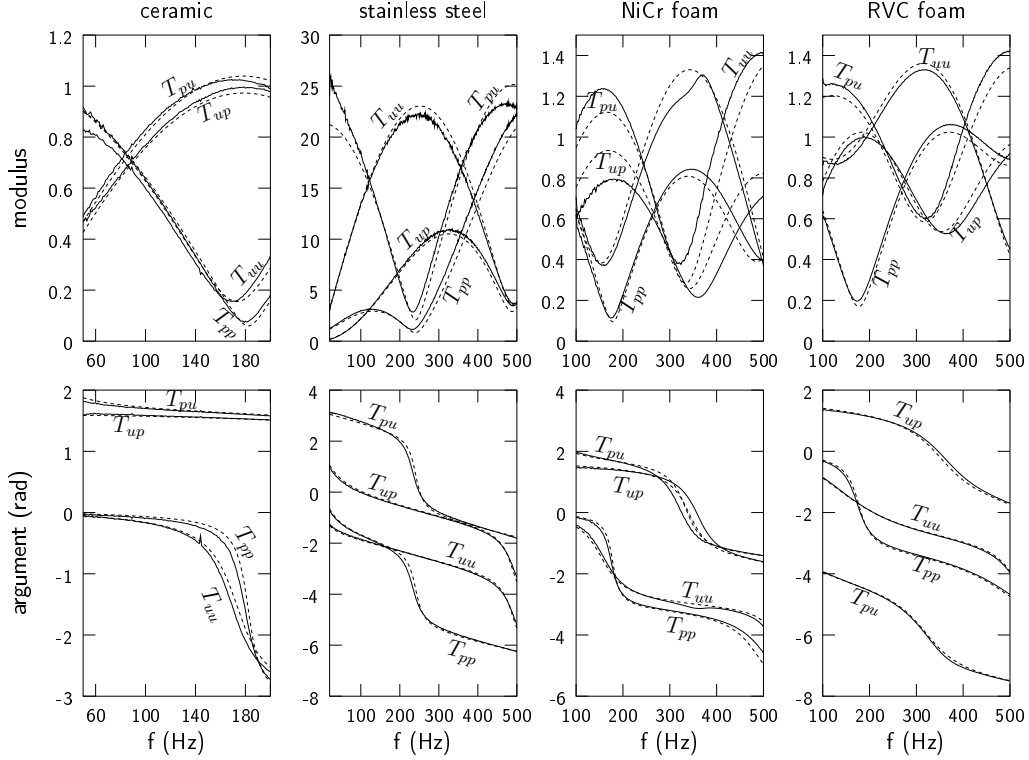 ceramic stainless steel NiCr foam RVC foam
modulus
1.2
1
0.8
0.6
0.4
0.2
0
T_pu
T_up
T_uu
T_pp
60 100 140 180
30
25
20
15
10
5
0
T_uu
T_pu
T_up
T_pp
100 200 300 400 500
1.4
1.2
1
0.8
0.6
0.4
0.2
0
T_pu
T_uu
T_up
T_pp
100 200 300 400 500
1.4
1.2
1
0.8
0.6
0.4
0.2
0
T_pu
T_uu
T_up
T_pp
100 200 300 400 500
argument (rad)
2
1
0
-1
-2
-3
T_pu
T_up
T_pp
T_uu
60 100 140 180
f (Hz)
4
2
0
-2
-4
-6
-8
T_pu
T_up
T_uu
T_pp
100 200 300 400 500
f (Hz)
4
2
0
-2
-4
-6
T_pu
T_up
T_uu
T_pp
100 200 300 400 500
f (Hz)
2
0
-2
-4
-6
-8
T_up
T_uu
T_pp
T_pu
100 200 300 400 500
f (Hz)